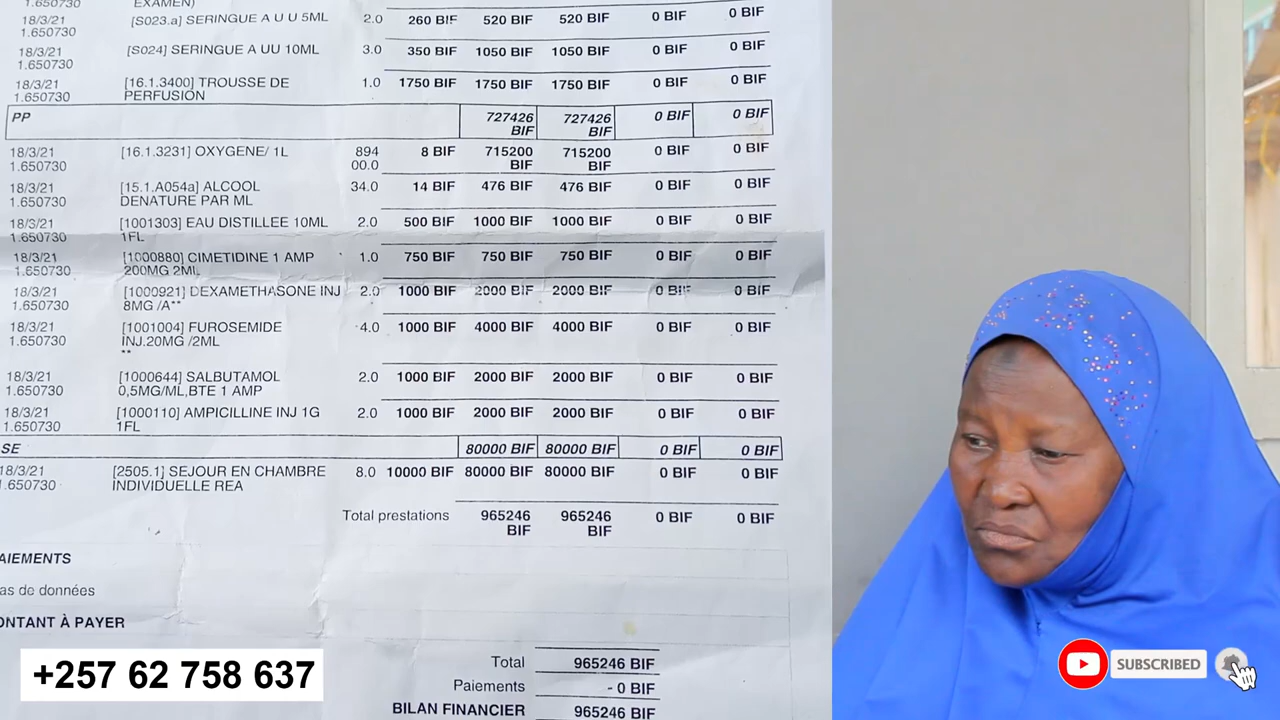 1.650730 EXAMEN)
18/3/21 [S023.a] SERINGUE A U U 5ML 2.0 260 BIF 520 BIF 520 BIF 0 BIF 0 BIF
1.650730
18/3/21 [S024] SERINGUE A UU 10ML 3.0 350 BIF 1050 BIF 1050 BIF 0 BIF 0 BIF
1.650730
18/3/21 [16.1.3400] TROUSSE DE 1.0 1750 BIF 1750 BIF 1750 BIF 0 BIF 0 BIF
1.650730 PERFUSION
PP 727426 727426 0 BIF 0 BIF
BIF BIF
18/3/21 [16.1.3231] OXYGENE/ 1L 894 8 BIF 715200 715200 0 BIF 0 BIF
1.650730 00.0 BIF BIF
18/3/21 [15.1.A054a] ALCOOL 34.0 14 BIF 476 BIF 476 BIF 0 BIF 0 BIF
1.650730 DENATURE PAR ML
18/3/21 [1001303] EAU DISTILLEE 10ML 2.0 500 BIF 1000 BIF 1000 BIF 0 BIF 0 BIF
1.650730 1FL
18/3/21 [1000880] CIMETIDINE 1 AMP 1.0 750 BIF 750 BIF 750 BIF 0 BIF 0 BIF
1.650730 200MG 2ML
18/3/21 [1000921] DEXAMETHASONE INJ 2.0 1000 BIF 2000 BIF 2000 BIF 0 BIF 0 BIF
1.650730 8MG /A**
18/3/21 [1001004] FUROSEMIDE 4.0 1000 BIF 4000 BIF 4000 BIF 0 BIF 0 BIF
1.650730 INJ.20MG /2ML
**
18/3/21 [1000644] SALBUTAMOL 2.0 1000 BIF 2000 BIF 2000 BIF 0 BIF 0 BIF
1.650730 0,5MG/ML,BTE 1 AMP
18/3/21 [1000110] AMPICILLINE INJ 1G 2.0 1000 BIF 2000 BIF 2000 BIF 0 BIF 0 BIF
1.650730 1FL
SE 80000 BIF 80000 BIF 0 BIF 0 BIF
18/3/21 [2505.1] SEJOUR EN CHAMBRE 8.0 10000 BIF 80000 BIF 80000 BIF 0 BIF 0 BIF
.650730 INDIVIDUELLE REA
Total prestations 965246 965246 0 BIF 0 BIF
BIF BIF
AIEMENTS
as de données
ONTANT À PAYER
Total 965246 BIF
Paiements - 0 BIF
BILAN FINANCIER 965246 BIF
+257 62 758 637
SUBSCRIBED